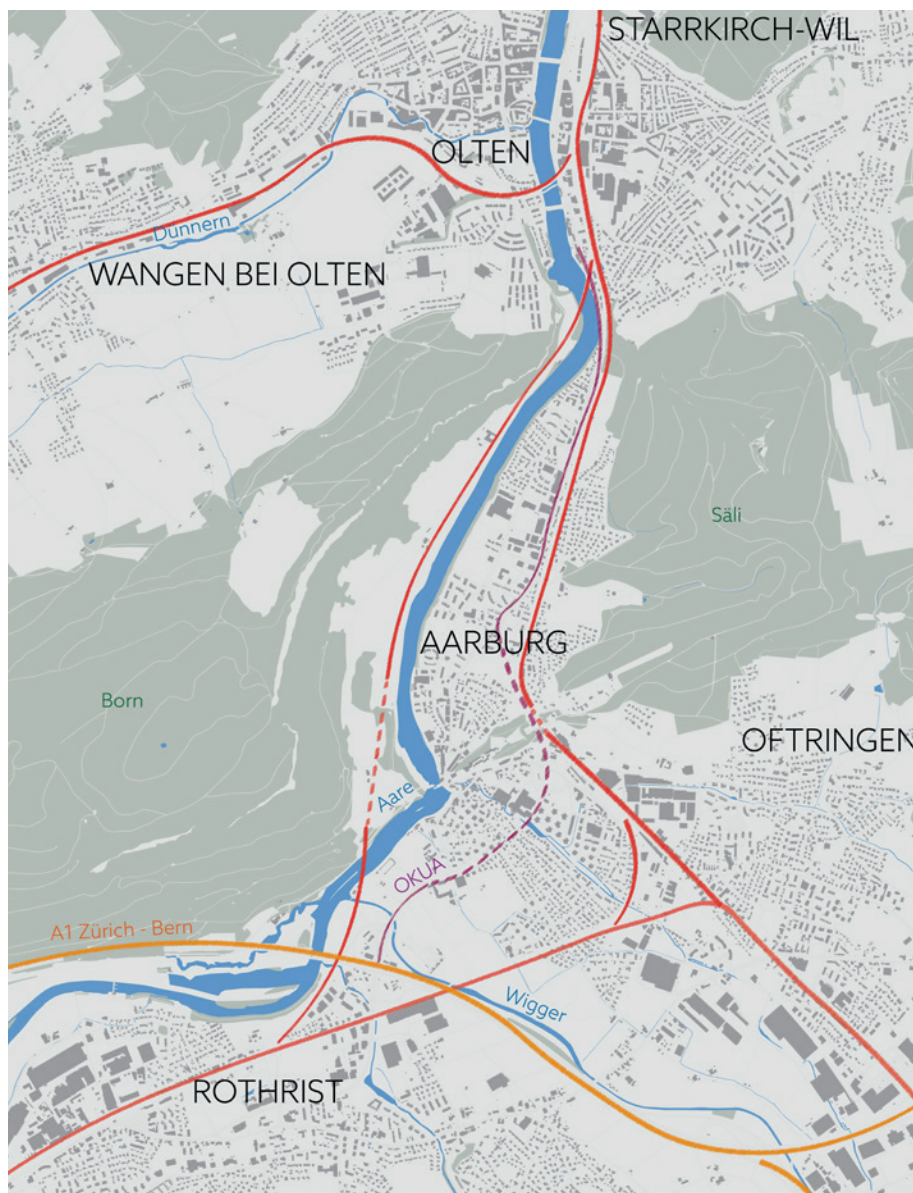 STARRKIRCH-WIL
OLTEN
Dünnern
WANGEN BEI OLTEN
Säli
AARBURG
Born
OFTRINGEN
Aare
OKUA
A1 Zürich - Bern
Wigger
ROTHRIST